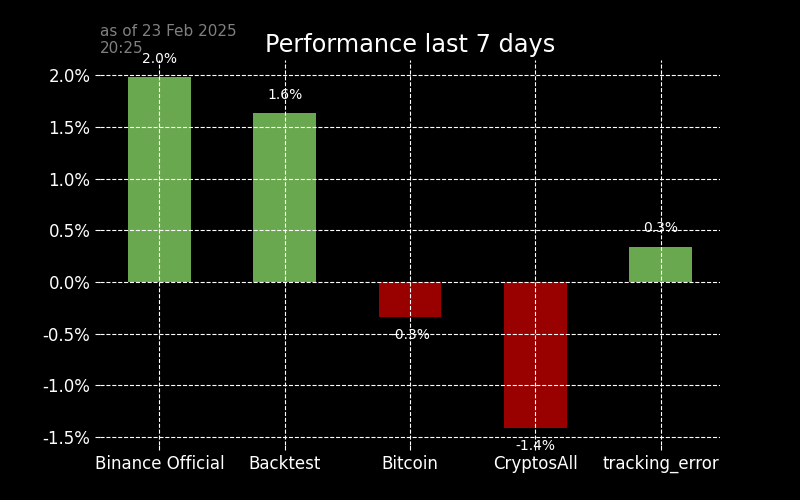 as of 23 Feb 2025
20:25
Performance last 7 days
2.0%
1.5%
1.0%
0.5%
0.0%
-0.5%
-1.0%
-1.5%
2.0%
1.6%
-0.3%
-1.4%
0.3%
Binance Official
Backtest
Bitcoin
CryptosAll
tracking_error